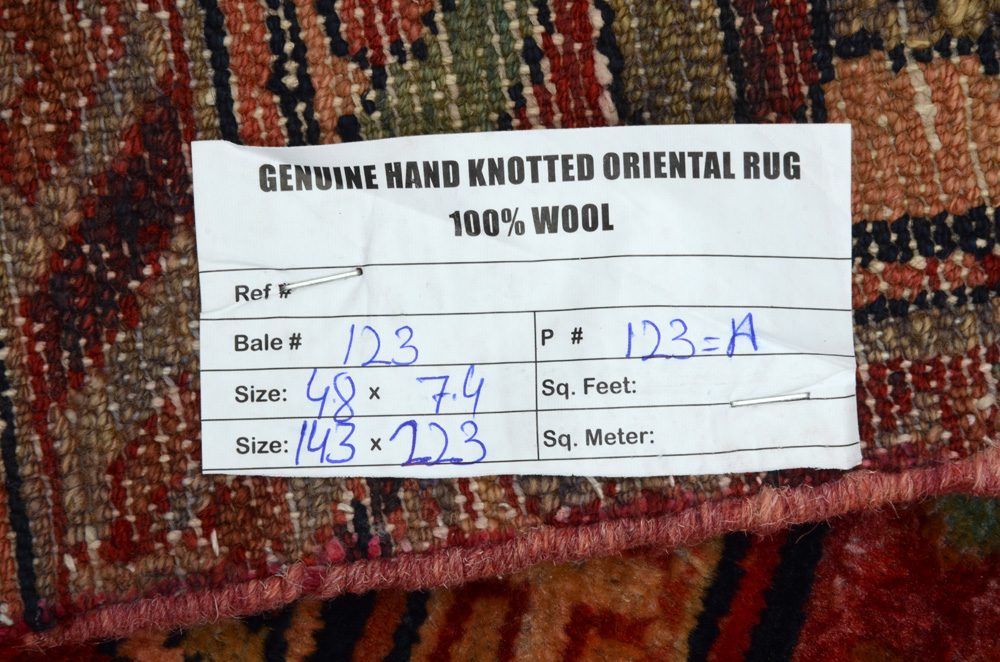 GENUINE HAND KNOTTED ORIENTAL RUG
100% WOOL
Ref #
Bale # 123 P # 123=A
Size: 4.8 x 7.4 Sq. Feet:
Size: 143 x 223 Sq. Meter: